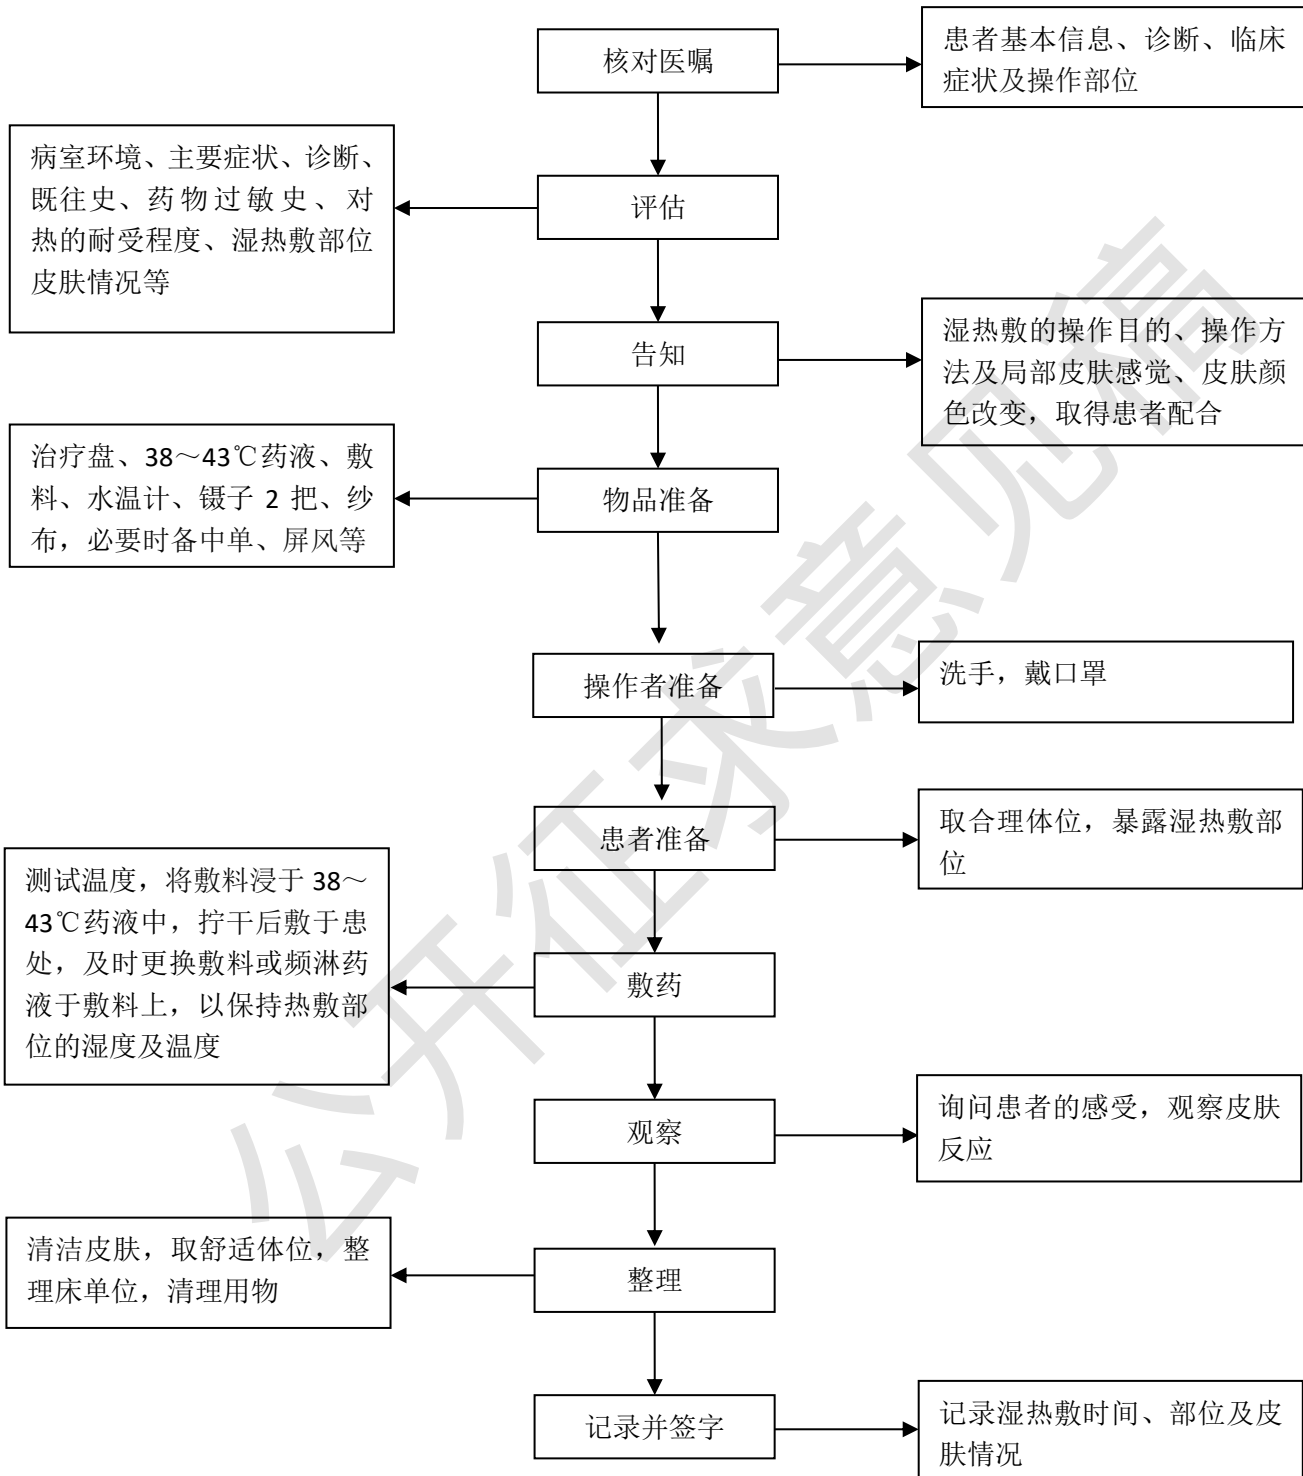 核对医嘱
患者基本信息、诊断、临床
症状及操作部位
评估
病室环境、主要症状、诊断、
既往史、药物过敏史、对
热的耐受程度、湿热敷部位
皮肤情况等
告知
湿热敷的操作目的、操作方
法及局部皮肤感觉、皮肤颜
色改变，取得患者配合
物品准备
治疗盘、38～43℃药液、敷
料、水温计、镊子 2 把、纱
布，必要时备中单、屏风等
操作者准备
洗手，戴口罩
患者准备
取合理体位，暴露湿热敷部
位
敷药
测试温度，将敷料浸于 38～
43℃药液中，拧干后敷于患
处，及时更换敷料或频淋药
液于敷料上，以保持热敷部
位的湿度及温度
观察
询问患者的感受，观察皮肤
反应
整理
清洁皮肤，取舒适体位，整
理床单位，清理用物
记录并签字
记录湿热敷时间、部位及皮
肤情况
公开征求意见稿